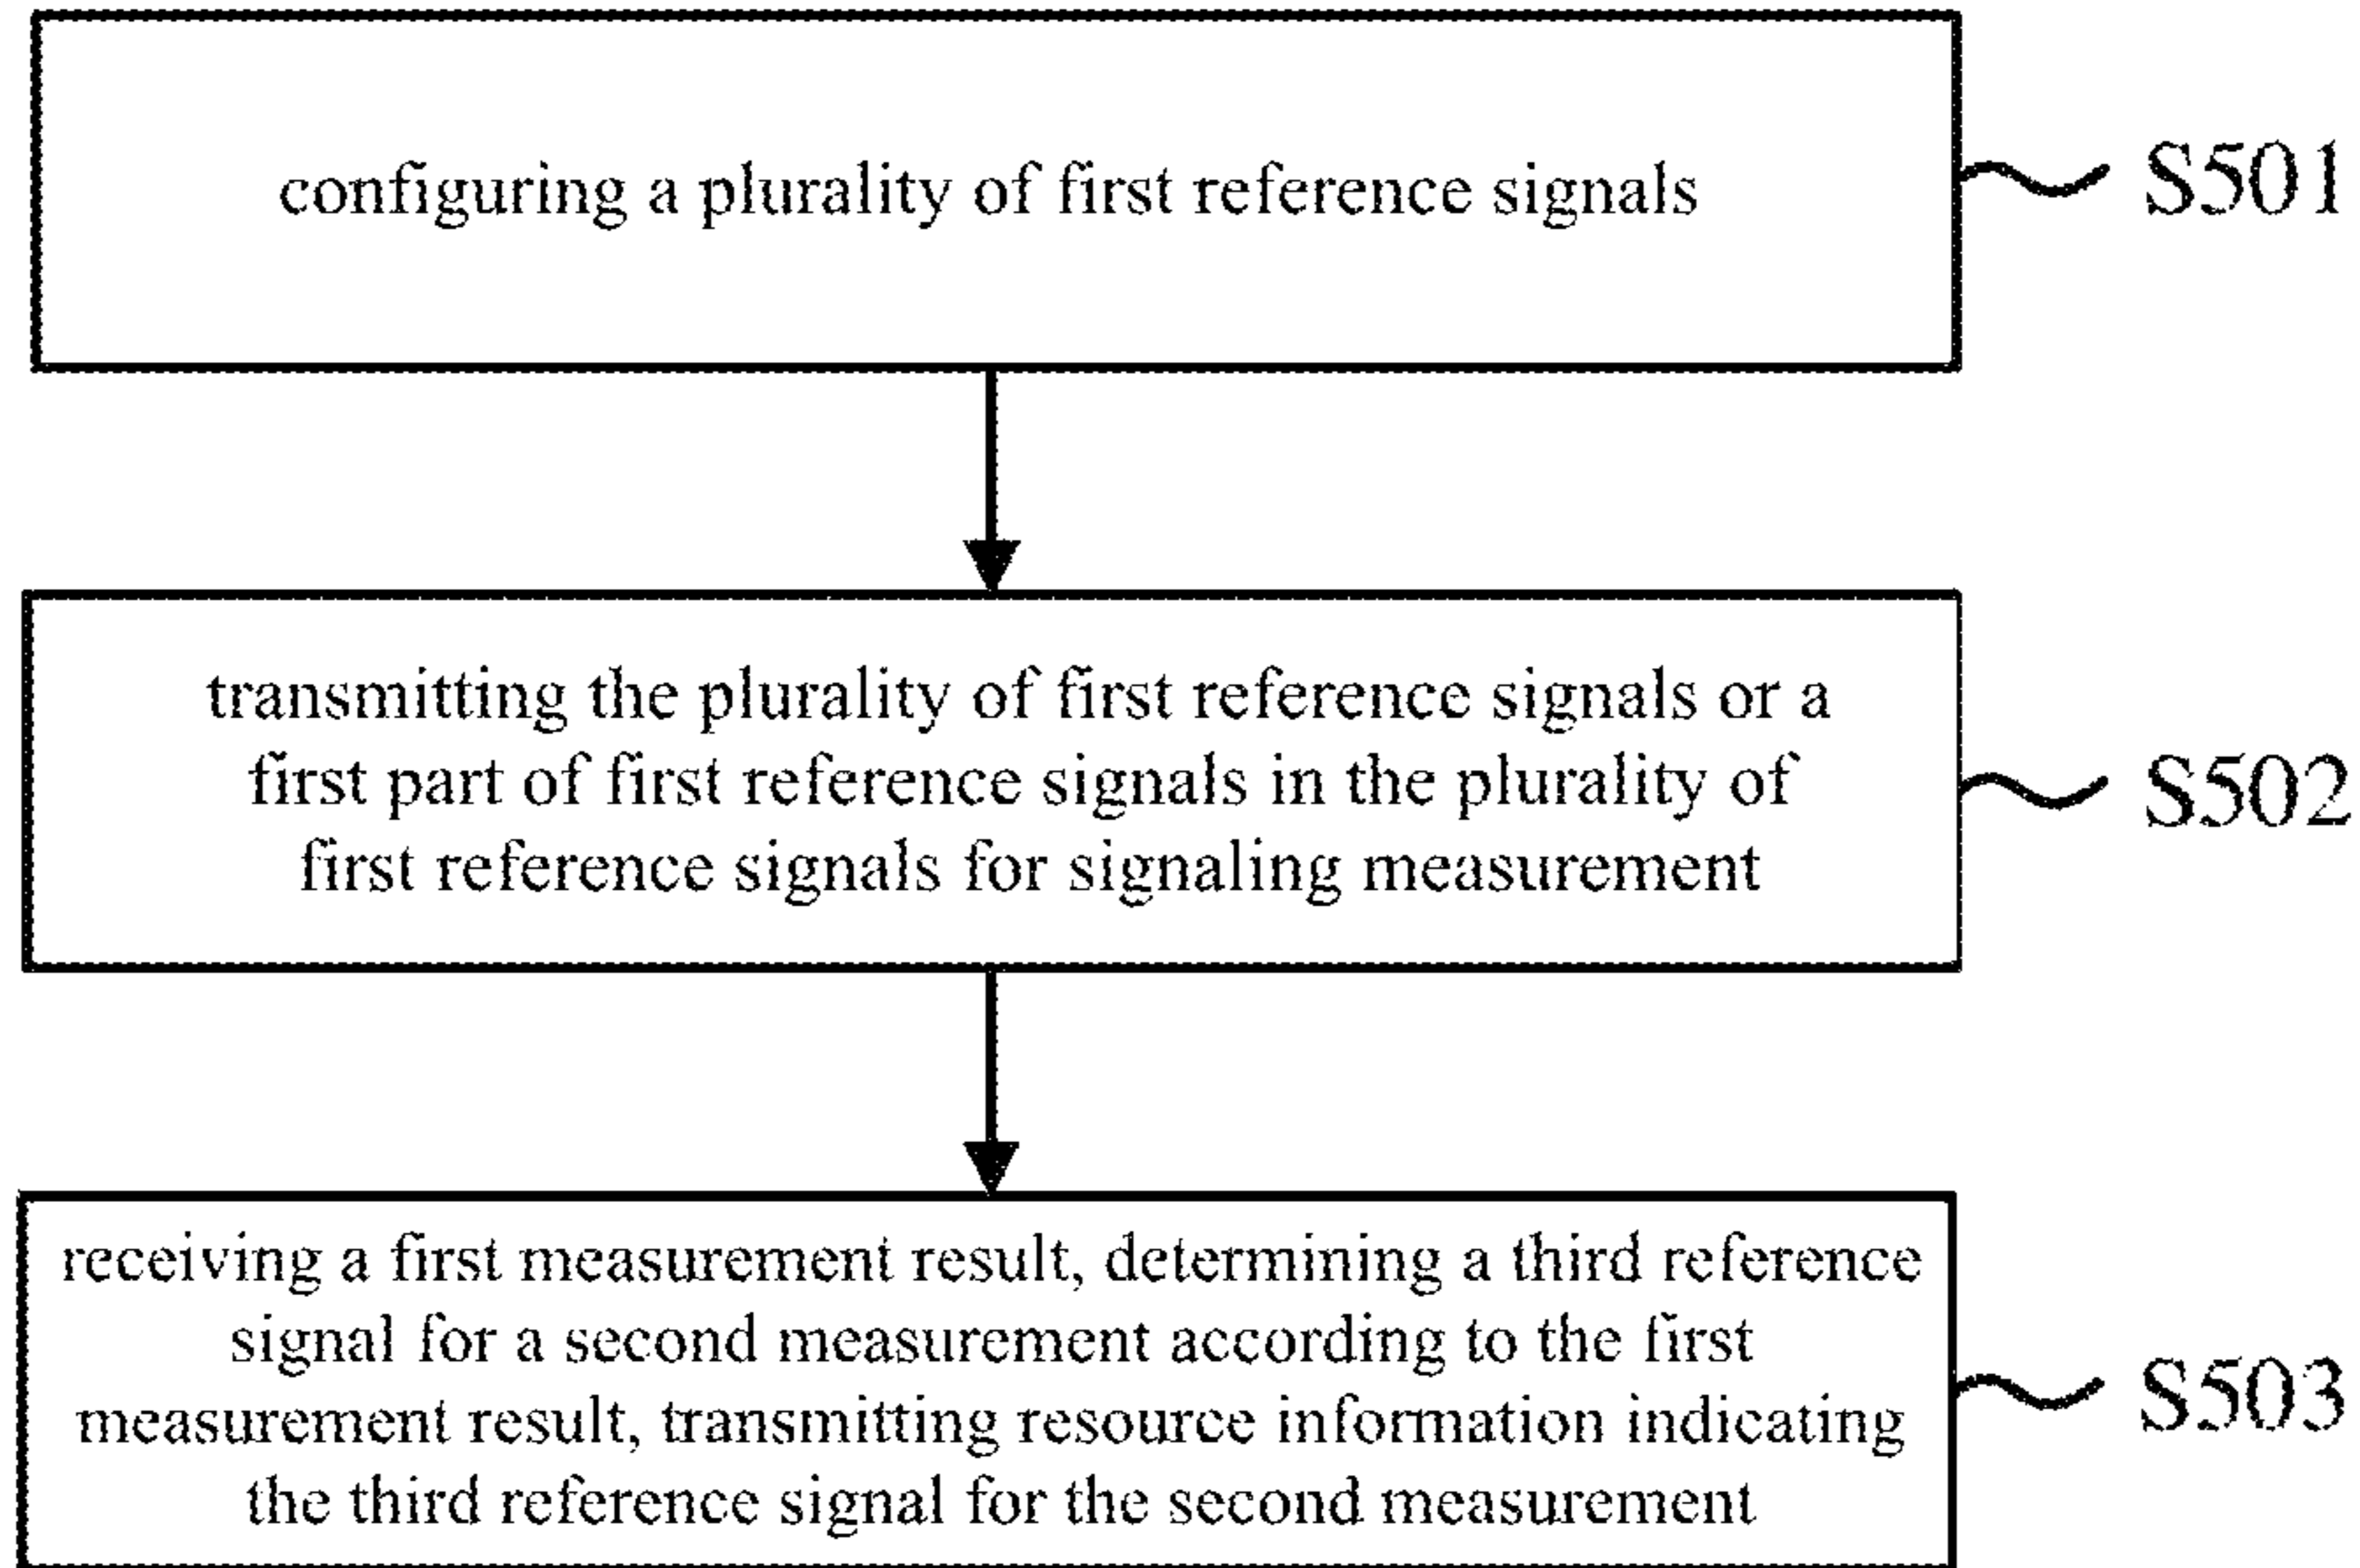 configuring a plurality of first reference signals
S501
transmitting the plurality of first reference signals or a
first part of first reference signals in the plurality of
first reference signals for signaling measurement
S502
receiving a first measurement result, determining a third reference
signal for a second measurement according to the first
measurement result, transmitting resource information indicating
the third reference signal for the second measurement
S503